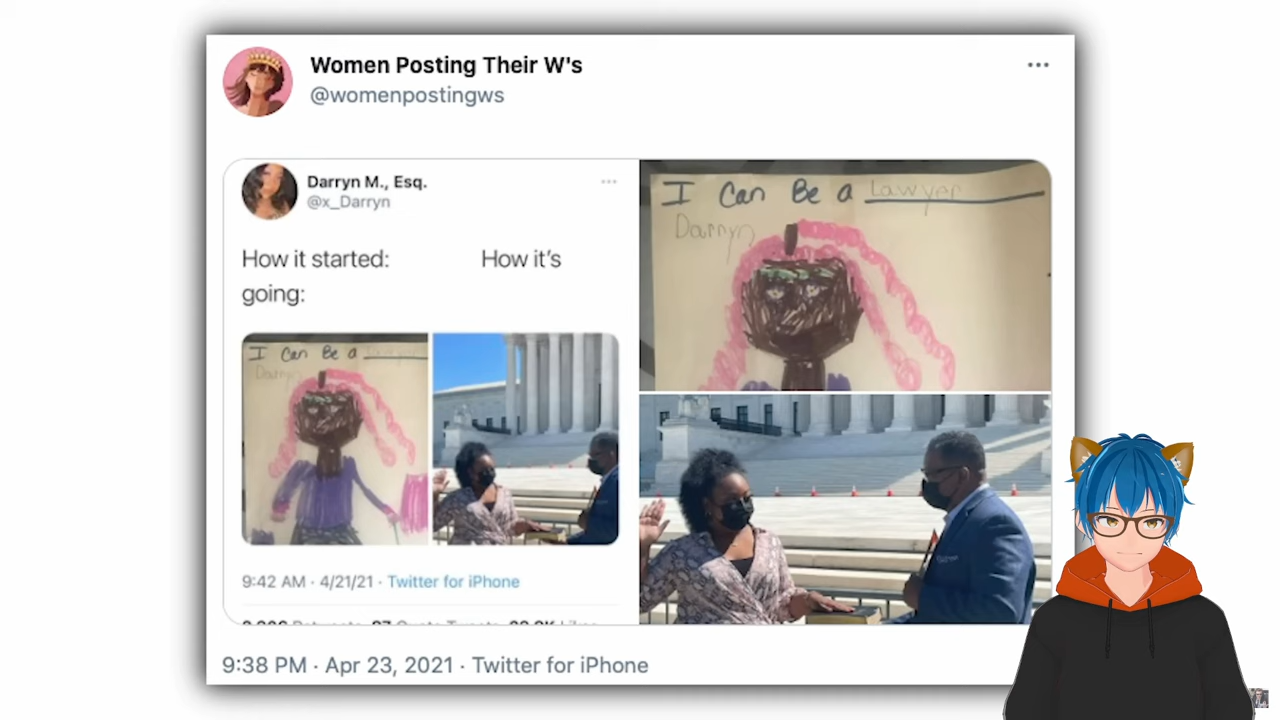 Women Posting Their W's
@womenpostingws
Darryn M., Esq.
@x_Darryn
How it started: How it's
going:
I Can Be a
Darryn
9:42 AM · 4/21/21 · Twitter for iPhone
I Can Be a Lawyer
Darryn
9:38 PM · Apr 23, 2021 · Twitter for iPhone